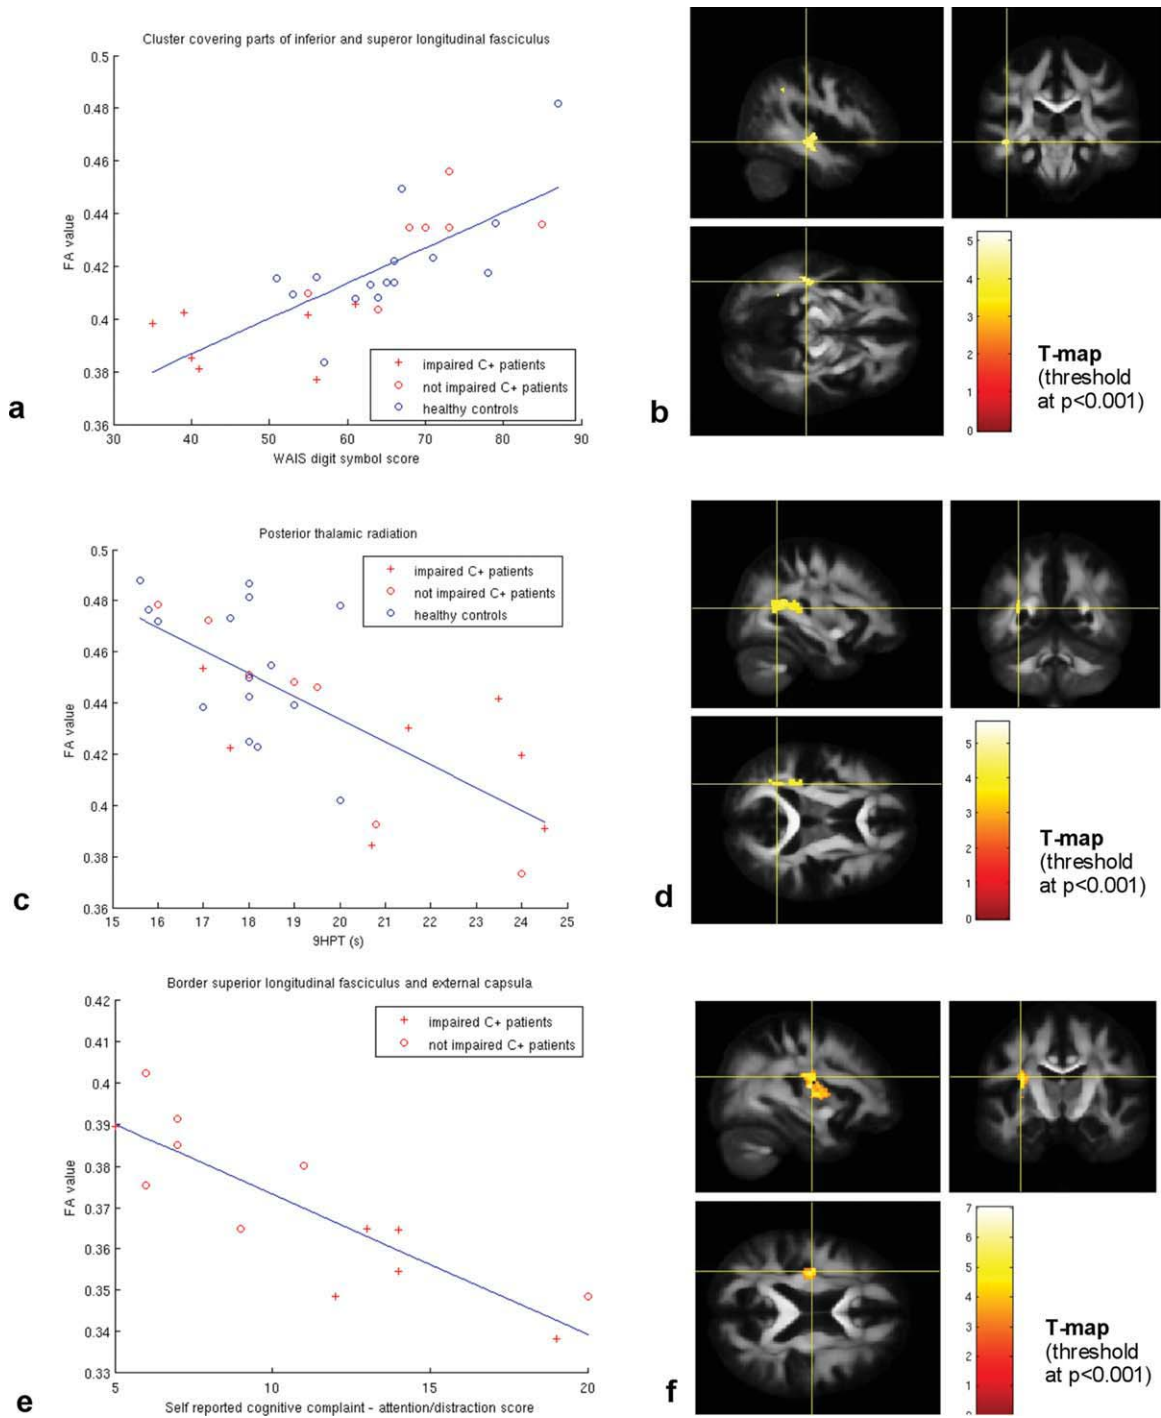 Cluster covering parts of inferior and superor longitudinal fasciculus
0.5
0.48
0.46
0.44
0.42
0.4
0.38
0.36
FA value
30 40 50 60 70 80 90
WAIS digit symbol score
impaired C+ patients
not impaired C+ patients
healthy controls
a
5
4
3
2
1
0
T-map
(threshold
at p<0.001)
b
Posterior thalamic radiation
0.5
0.48
0.46
0.44
0.42
0.4
0.38
0.36
FA value
15 16 17 18 19 20 21 22 23 24 25
9HPT (s)
impaired C+ patients
not impaired C+ patients
healthy controls
c
5
4
3
2
1
0
T-map
(threshold
at p<0.001)
d
Border superior longitudinal fasciculus and external capsula
0.42
0.41
0.4
0.39
0.38
0.37
0.36
0.35
0.34
0.33
FA value
5 10 15 20
Self reported cognitive complaint - attention/distraction score
impaired C+ patients
not impaired C+ patients
e
7
6
5
4
3
2
1
0
T-map
(threshold
at p<0.001)
f